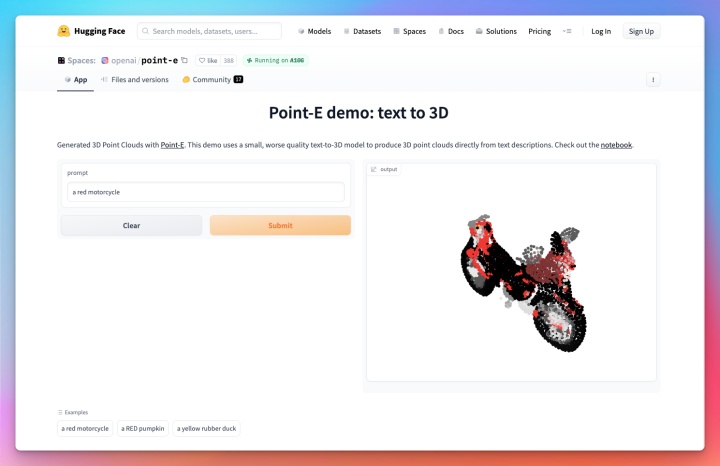 Hugging Face
Search models, datasets, users...
Models
Datasets
Spaces
Docs
Solutions
Pricing
Log In
Sign Up
Spaces:
openai/point-e
like
388
Running on A10G
App
Files and versions
Community
17
Point-E demo: text to 3D
Generated 3D Point Clouds with Point-E. This demo uses a small, worse quality text-to-3D model to produce 3D point clouds directly from text descriptions. Check out the notebook.
prompt
a red motorcycle
Clear
Submit
output
Examples
a red motorcycle
a RED pumpkin
a yellow rubber duck